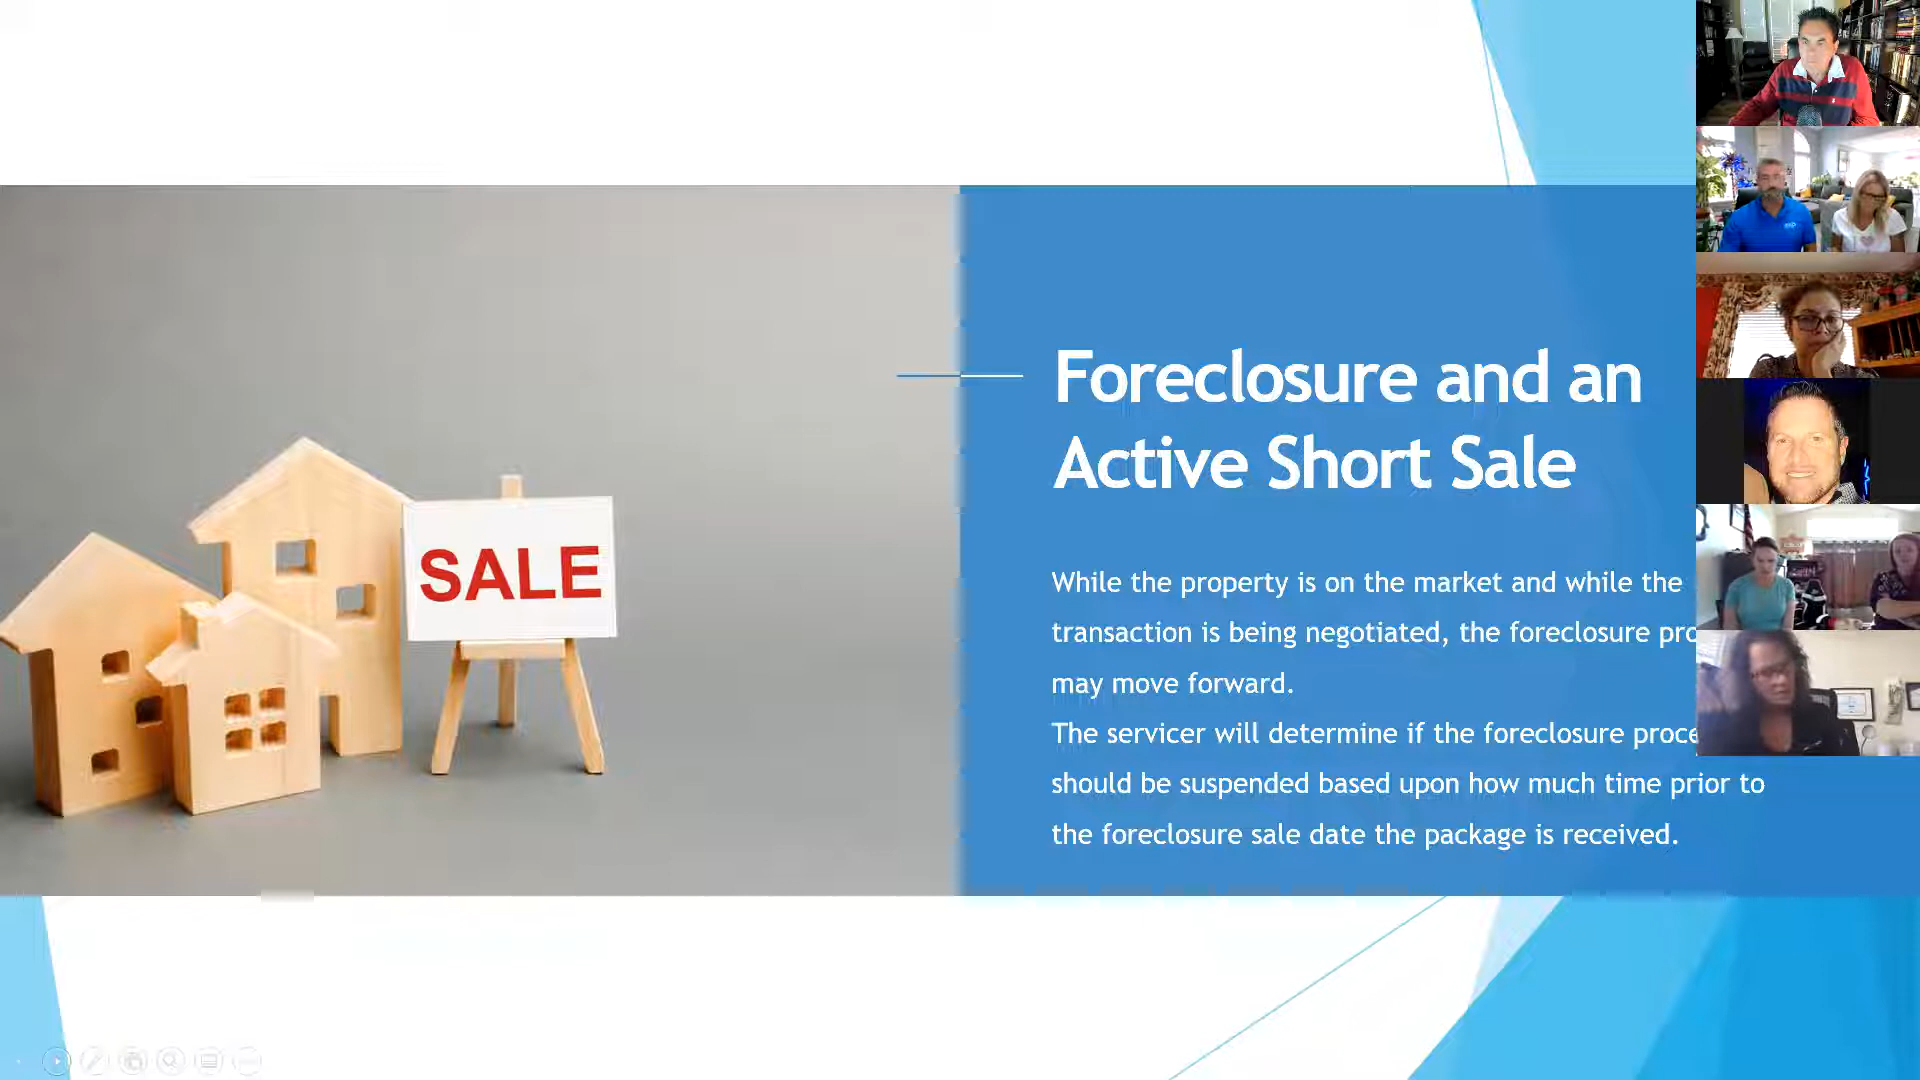 SALE
Foreclosure and an
Active Short Sale
While the property is on the market and while the
transaction is being negotiated, the foreclosure
may move forward.
The servicer will determine if the foreclosure
should be suspended based upon how much time prior to
the foreclosure sale date the package is received.